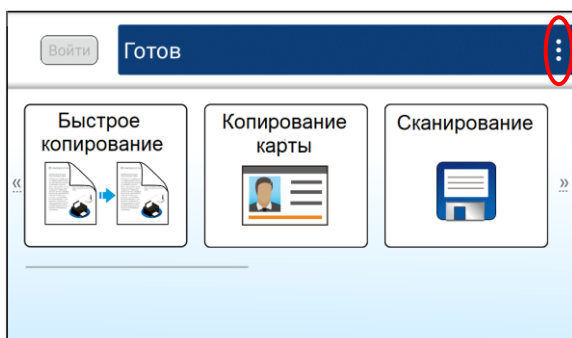 Войти
Готов
Быстрое
копирование
Копирование
карты
Сканирование
«
»